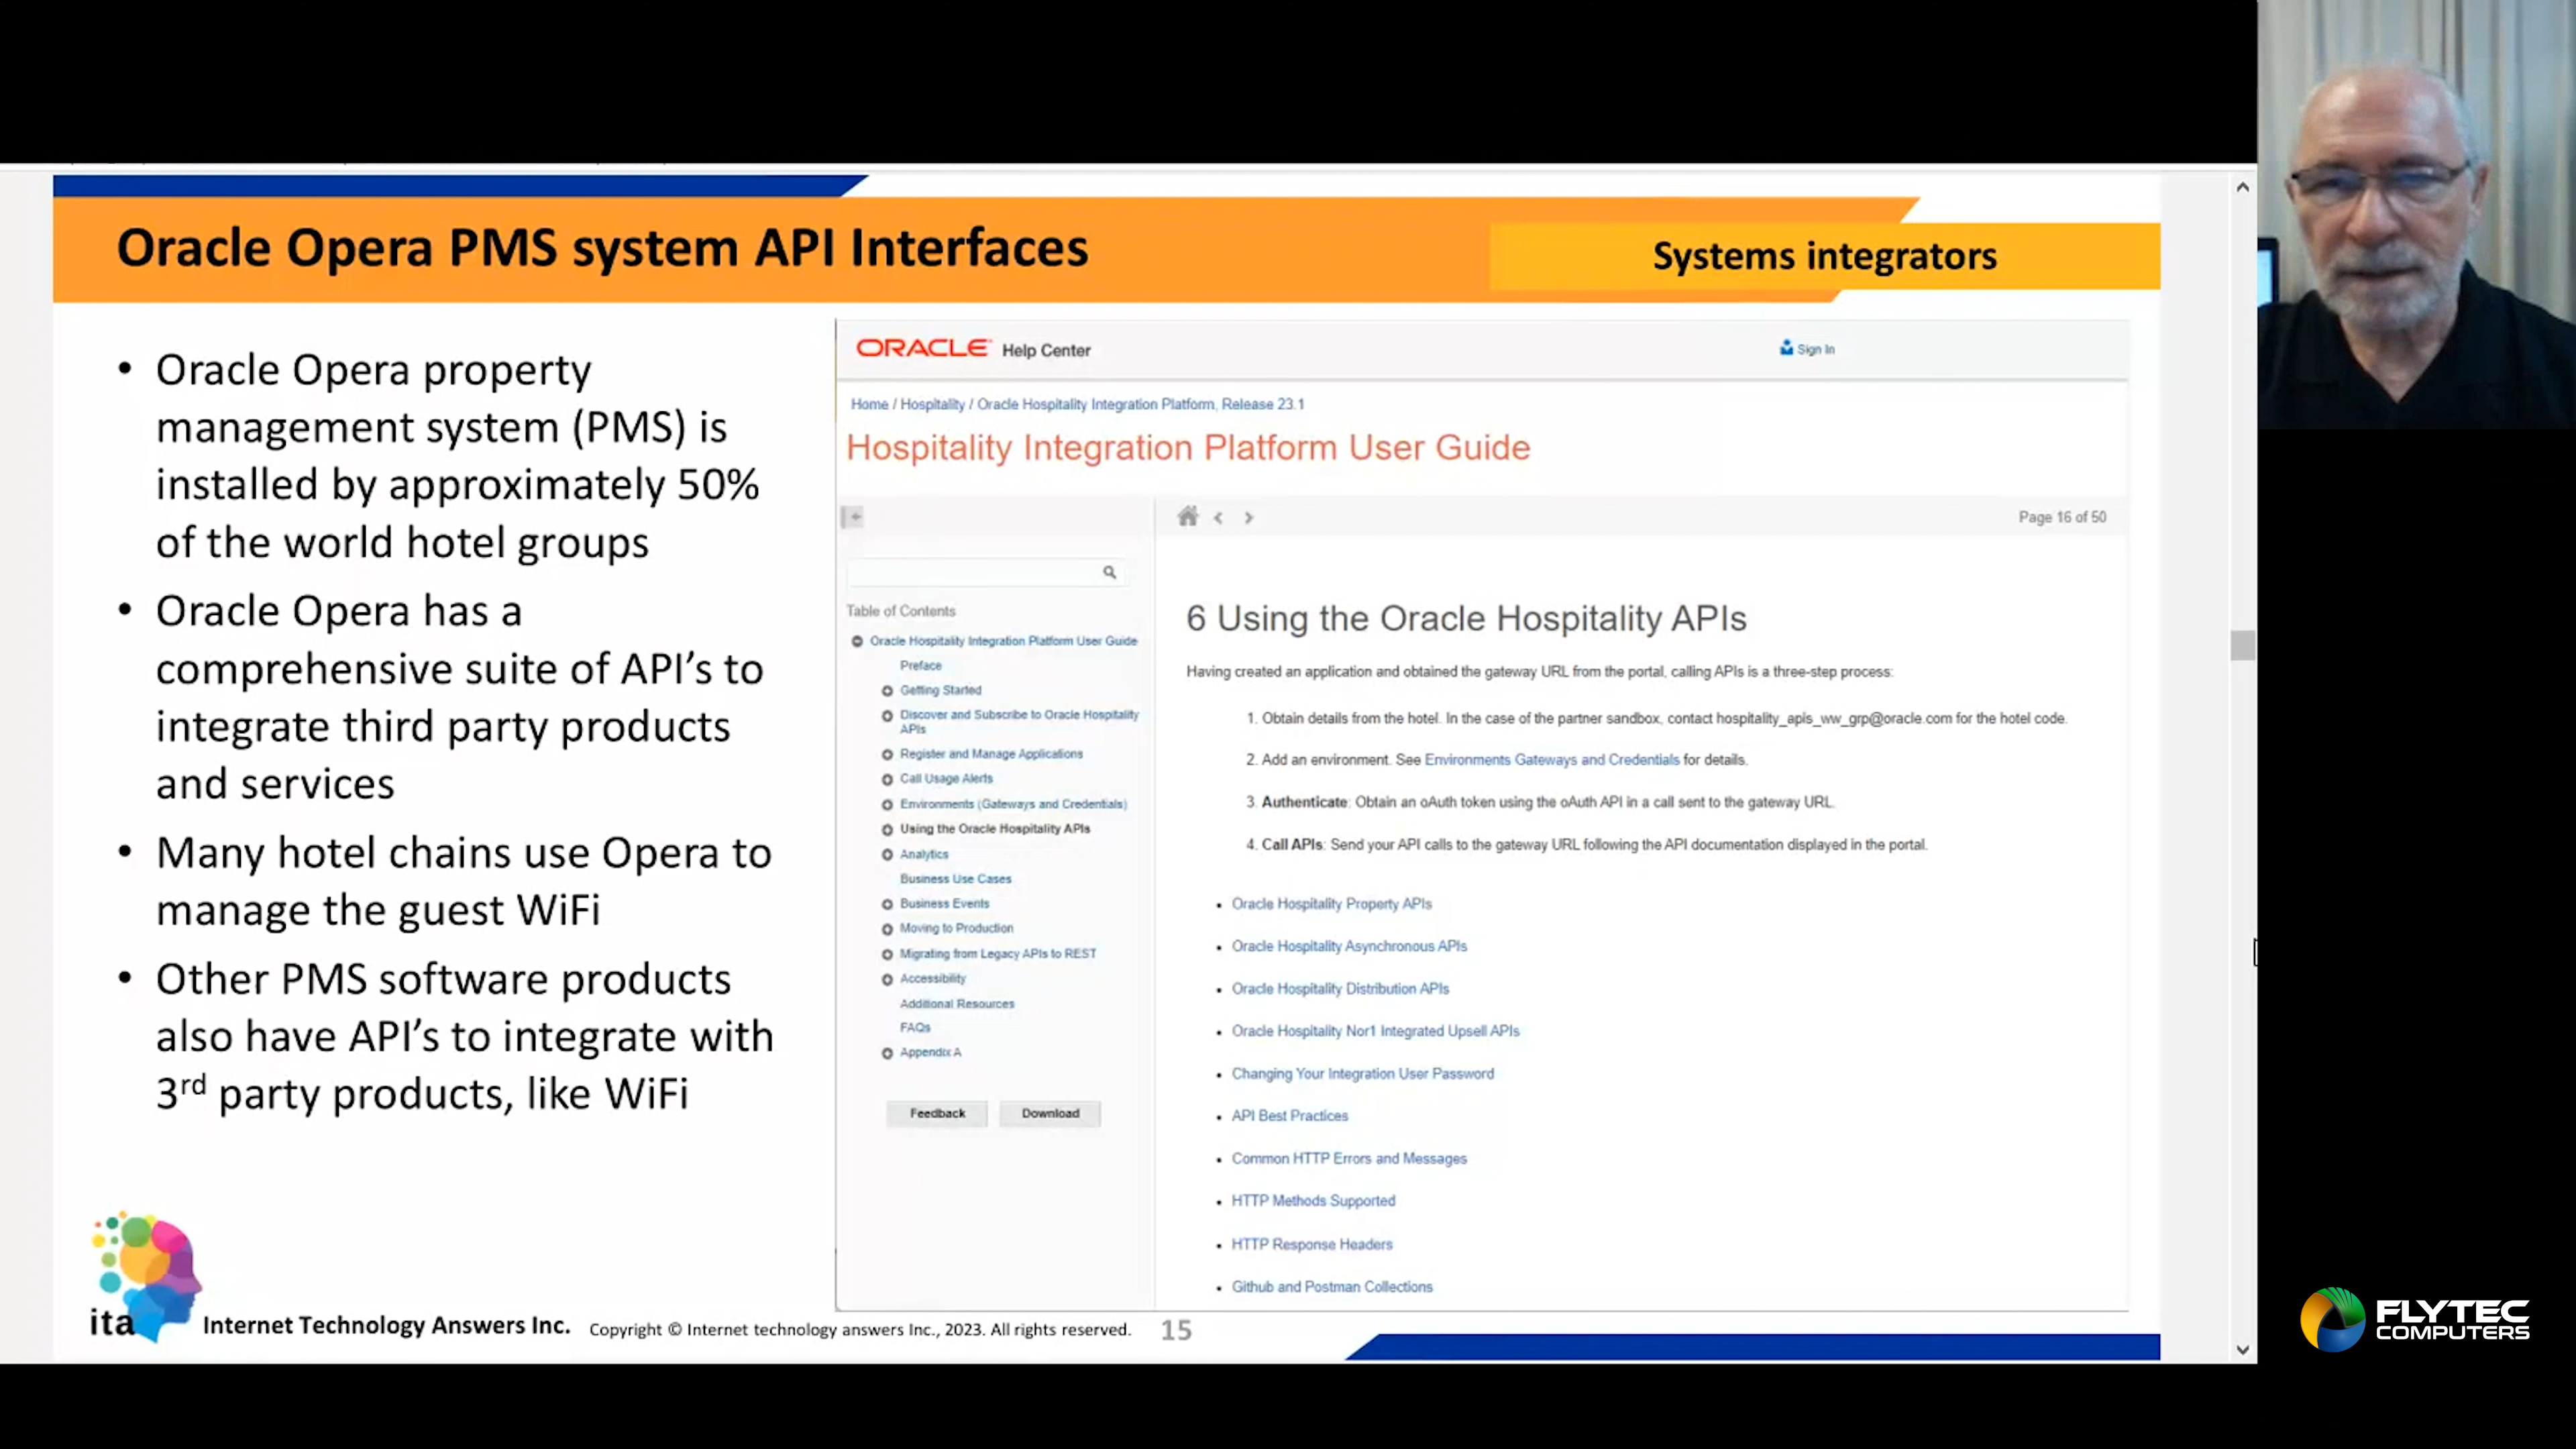 Oracle Opera PMS system API Interfaces
Systems integrators
• Oracle Opera property
management system (PMS) is
installed by approximately 50%
of the world hotel groups
• Oracle Opera has a
comprehensive suite of API’s to
integrate third party products
and services
• Many hotel chains use Opera to
manage the guest WiFi
• Other PMS software products
also have API’s to integrate with
3rd party products, like WiFi
ORACLE Help Center
Sign In
Home / Hospitality / Oracle Hospitality Integration Platform, Release 23.1
Hospitality Integration Platform User Guide
Page 16 of 50
Table of Contents
Oracle Hospitality Integration Platform User Guide
Preface
Getting Started
Discover and Subscribe to Oracle Hospitality
APIs
Register and Manage Applications
Call Usage Alerts
Environments (Gateways and Credentials)
Using the Oracle Hospitality APIs
Analytics
Business Use Cases
Business Events
Moving to Production
Migrating from Legacy APIs to REST
Accessibility
Additional Resources
FAQs
Appendix A
Feedback
Download
6 Using the Oracle Hospitality APIs
Having created an application and obtained the gateway URL from the portal, calling APIs is a three-step process:
1. Obtain details from the hotel. In the case of the partner sandbox, contact hospitality_apis_ww_grp@oracle.com for the hotel code.
2. Add an environment. See Environments Gateways and Credentials for details.
3. Authenticate: Obtain an oAuth token using the oAuth API in a call sent to the gateway URL.
4. Call APIs: Send your API calls to the gateway URL following the API documentation displayed in the portal.
• Oracle Hospitality Property APIs
• Oracle Hospitality Asynchronous APIs
• Oracle Hospitality Distribution APIs
• Oracle Hospitality Nor1 Integrated Upsell APIs
• Changing Your Integration User Password
• API Best Practices
• Common HTTP Errors and Messages
• HTTP Methods Supported
• HTTP Response Headers
• Github and Postman Collections
ita
Internet Technology Answers Inc.
Copyright © Internet technology answers Inc., 2023. All rights reserved.
15
FLYTEC
COMPUTERS